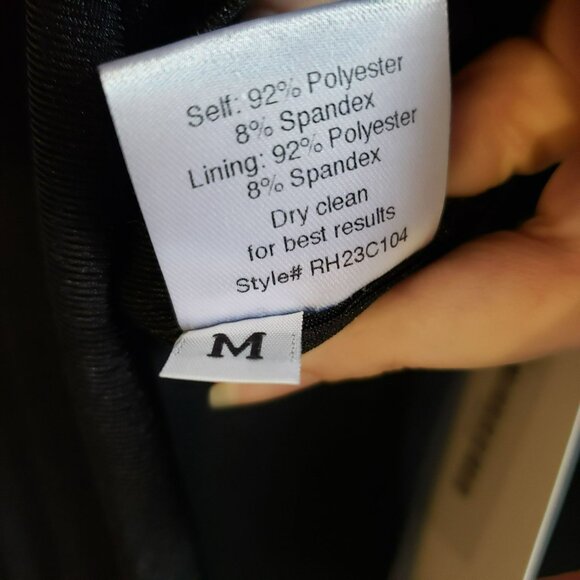 Self: 92% Polyester
8% Spandex
Lining: 92% Polyester
8% Spandex
Dry clean
for best results
Style# RH23C104
M